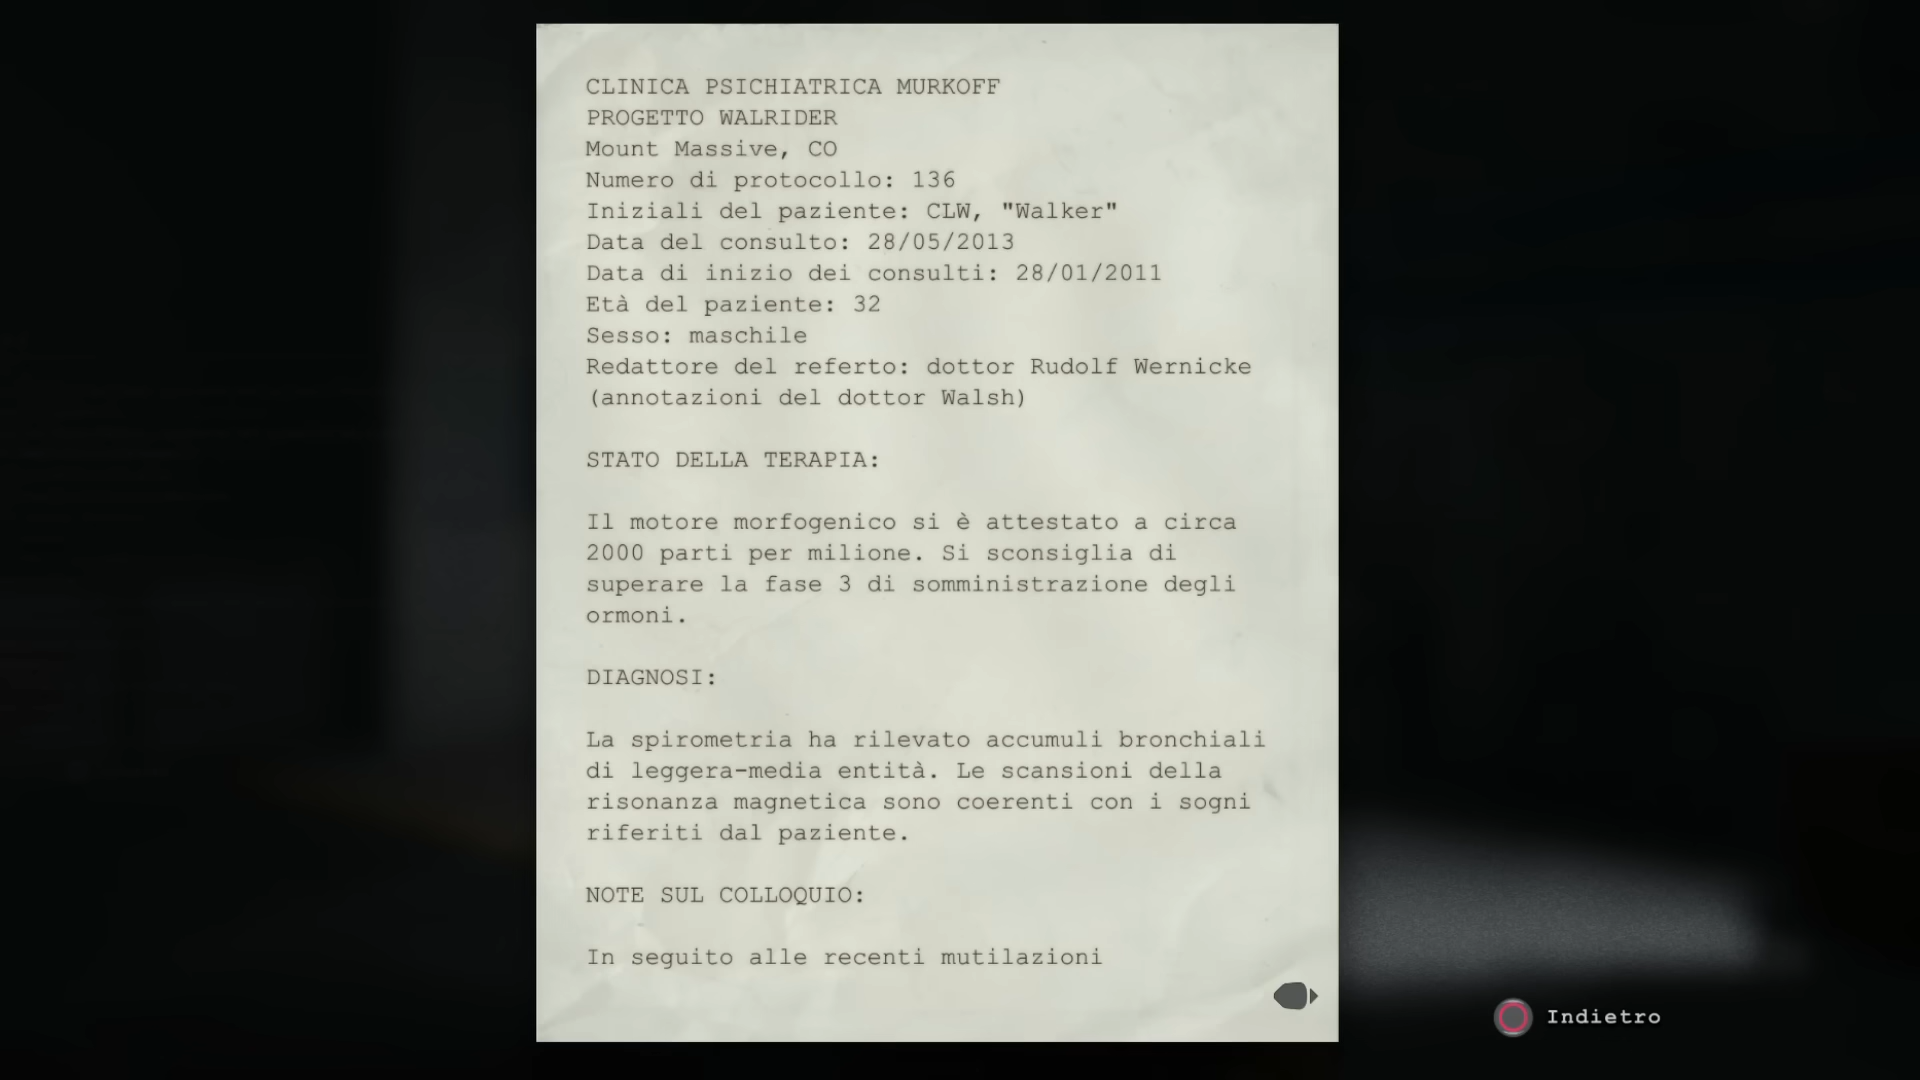 CLINICA PSICHIATRICA MURKOFF
PROGETTO WALRIDER
Mount Massive, CO
Numero di protocollo: 136
Iniziali del paziente: CLW, "Walker"
Data del consulto: 28/05/2013
Data di inizio dei consulti: 28/01/2011
Età del paziente: 32
Sesso: maschile
Redattore del referto: dottor Rudolf Wernicke
(annotazioni del dottor Walsh)
STATO DELLA TERAPIA:
Il motore morfogenico si è attestato a circa
2000 parti per milione. Si sconsiglia di
superare la fase 3 di somministrazione degli
ormoni.
DIAGNOSI:
La spirometria ha rilevato accumuli bronchiali
di leggera-media entità. Le scansioni della
risonanza magnetica sono coerenti con i sogni
riferiti dal paziente.
NOTE SUL COLLOQUIO:
In seguito alle recenti mutilazioni
Indietro